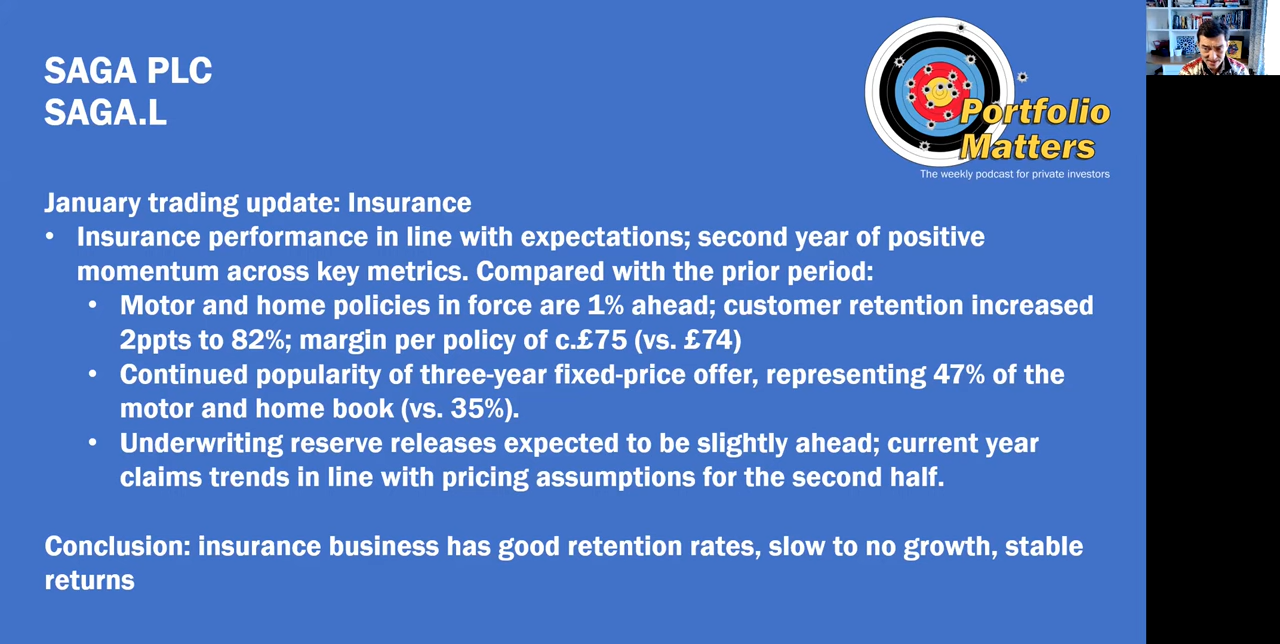 SAGA PLC
SAGA.L
Portfolio
Matters
The weekly podcast for private investors
January trading update: Insurance
• Insurance performance in line with expectations; second year of positive
momentum across key metrics. Compared with the prior period:
• Motor and home policies in force are 1% ahead; customer retention increased
2ppts to 82%; margin per policy of c.£75 (vs. £74)
• Continued popularity of three-year fixed-price offer, representing 47% of the
motor and home book (vs. 35%).
• Underwriting reserve releases expected to be slightly ahead; current year
claims trends in line with pricing assumptions for the second half.
Conclusion: insurance business has good retention rates, slow to no growth, stable
returns